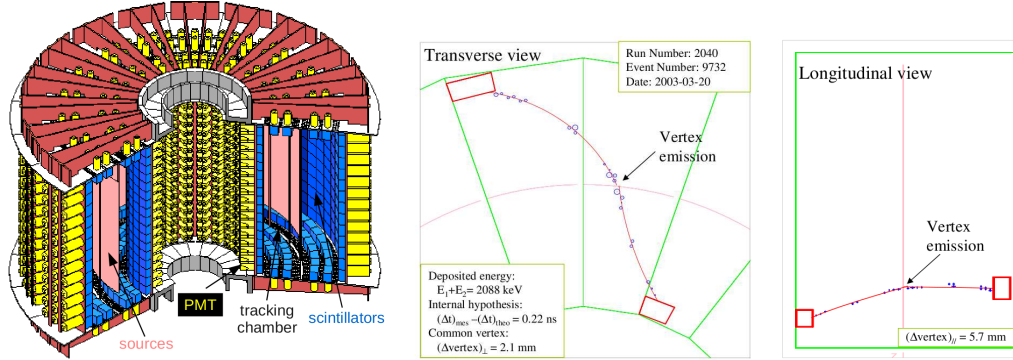 PMT
tracking
chamber
scintillators
sources
Transverse view
Run Number: 2040
Event Number: 9732
Date: 2003-03-20
Vertex
emission
Deposited energy:
E1+E2= 2088 keV
Internal hypothesis:
(Δt)mes –(Δt)theo = 0.22 ns
Common vertex:
(Δvertex)⊥ = 2.1 mm
Longitudinal view
Vertex
emission
(Δvertex)// = 5.7 mm